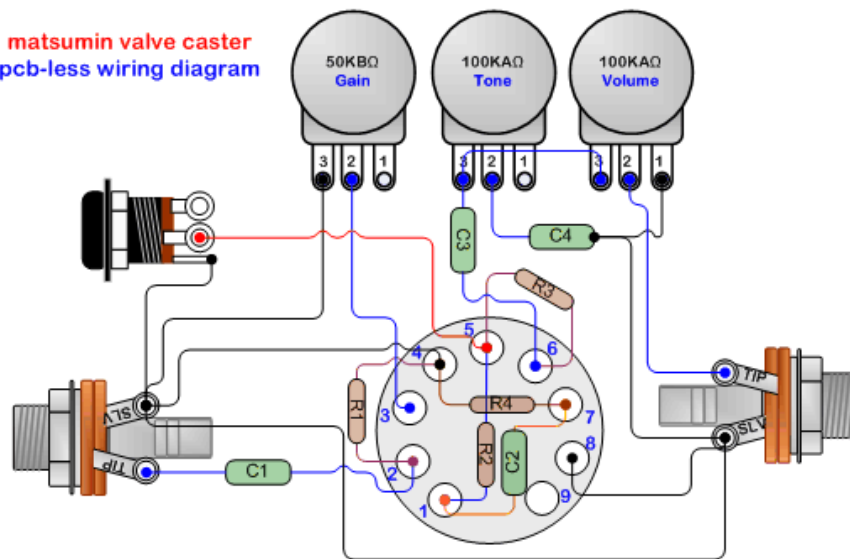 matsumin valve caster
pcb-less wiring diagram
50KBΩ
Gain
100KAΩ
Tone
100KAΩ
Volume
3 2 1
3 2 1
3 2 1
C3
C4
R3
5
4
6
R1
3
R4
7
R2
C2
8
2
1
9
SLV
TIP
C1
TIP
SLV